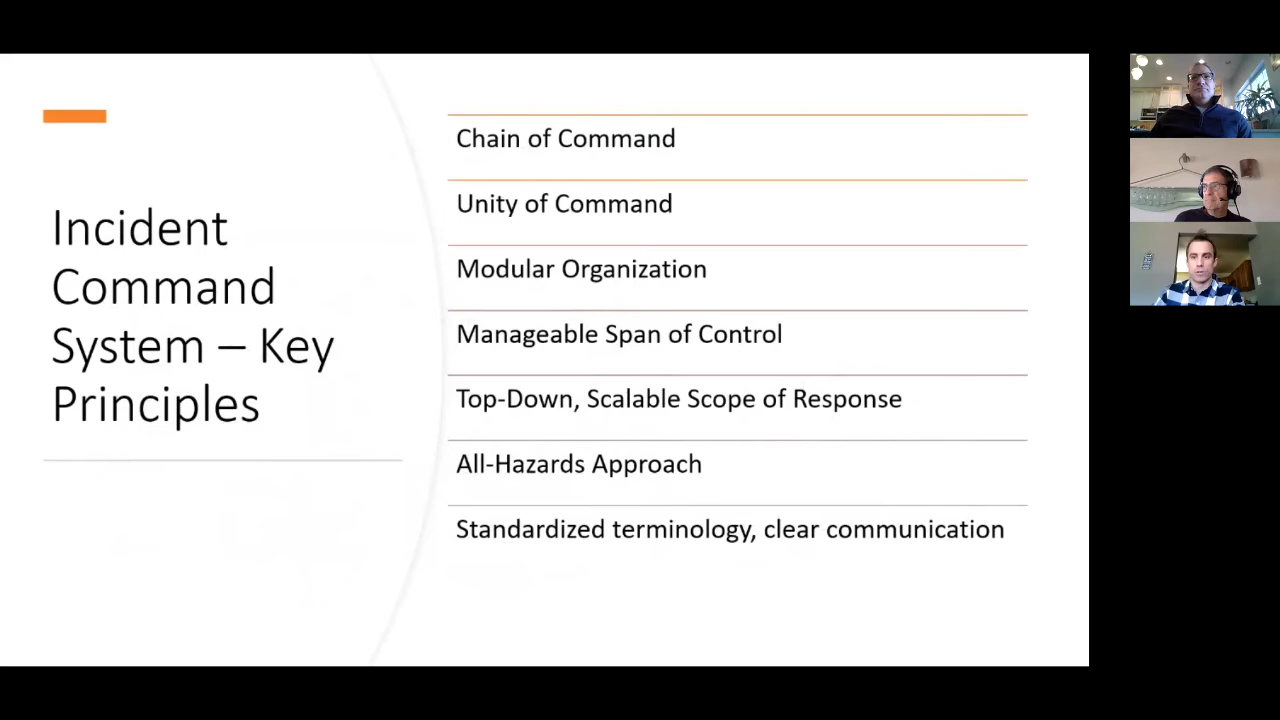 Incident
Command
System – Key
Principles
Chain of Command
Unity of Command
Modular Organization
Manageable Span of Control
Top-Down, Scalable Scope of Response
All-Hazards Approach
Standardized terminology, clear communication